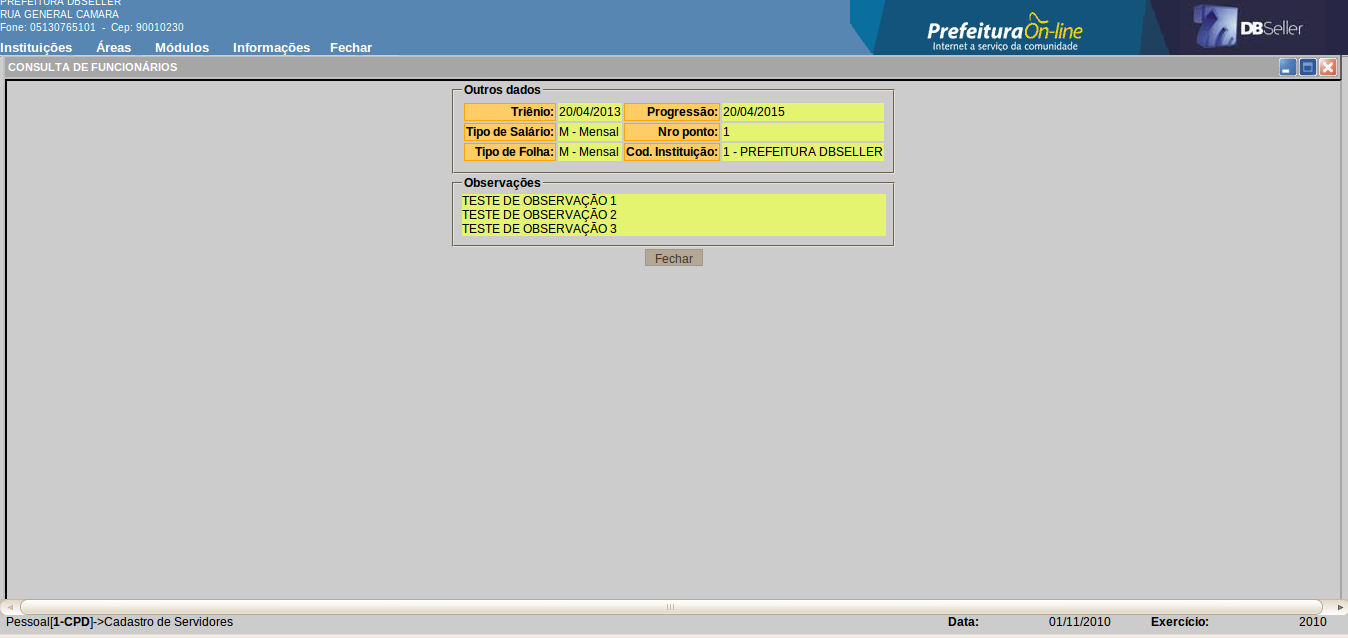 PREFEITURA DBSELLER
RUA GENERAL CAMARA
Fone: 05130765101 - Cep: 90010230
Instituições Áreas Módulos Informações Fechar
Prefeitura On-line
Internet a serviço da comunidade
DBSeller
CONSULTA DE FUNCIONÁRIOS
Outros dados
Triênio: 20/04/2013 Progressão: 20/04/2015
Tipo de Salário: M - Mensal Nro ponto: 1
Tipo de Folha: M - Mensal Cod. Instituição: 1 - PREFEITURA DBSELLER
Observações
TESTE DE OBSERVAÇÃO 1
TESTE DE OBSERVAÇÃO 2
TESTE DE OBSERVAÇÃO 3
Fechar
Pessoal[1-CPD]->Cadastro de Servidores Data: 01/11/2010 Exercício: 2010